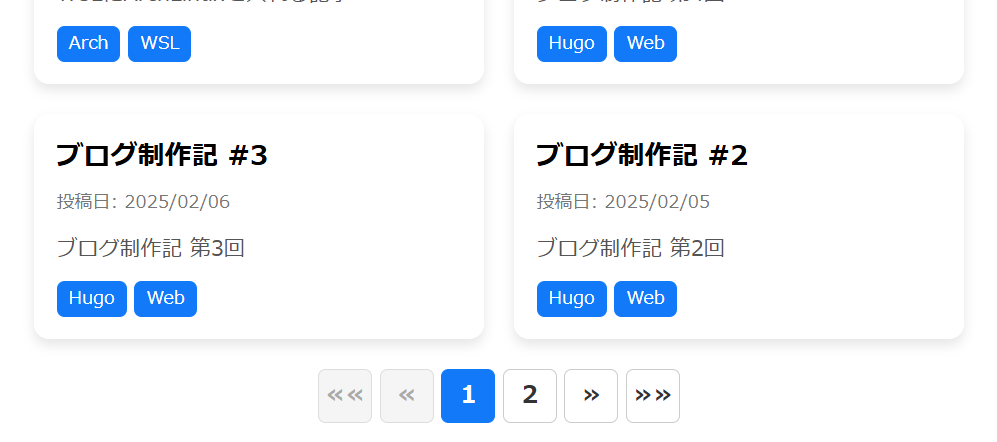 Arch WSL
Hugo Web
ブログ制作記 #3
投稿日: 2025/02/06
ブログ制作記 第3回
Hugo Web
ブログ制作記 #2
投稿日: 2025/02/05
ブログ制作記 第2回
Hugo Web
«« « 1 2 » »»